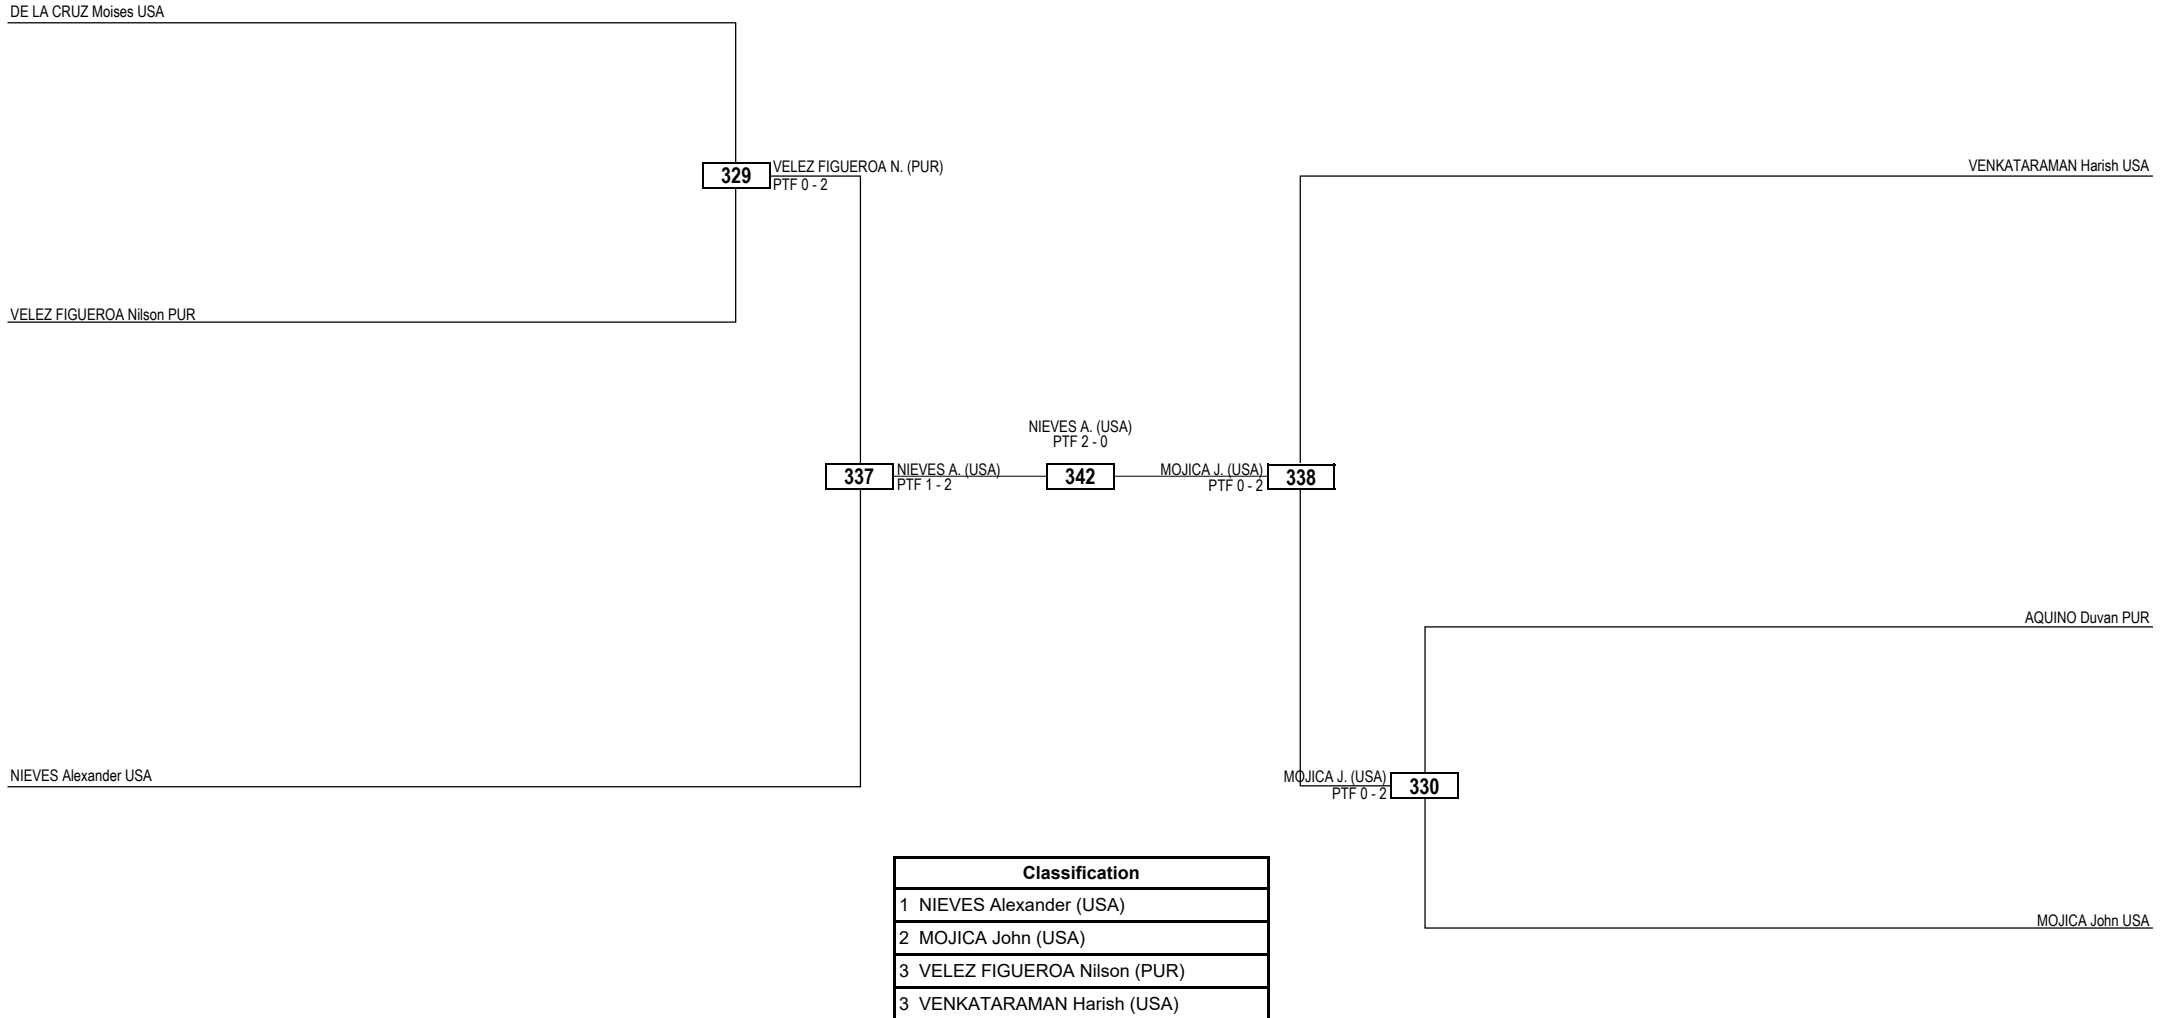 DE LA CRUZ Moises USA
329
VELEZ FIGUEROA N. (PUR)
PTF 0 - 2
VENKATARAMAN Harish USA
VELEZ FIGUEROA Nilson PUR
NIEVES A. (USA)
PTF 2 - 0
337
NIEVES A. (USA)
PTF 1 - 2
342
MOJICA J. (USA)
PTF 0 - 2
338
AQUINO Duvan PUR
NIEVES Alexander USA
MOJICA J. (USA)
PTF 0 - 2
330
MOJICA John USA
Classification
1 NIEVES Alexander (USA)
2 MOJICA John (USA)
3 VELEZ FIGUEROA Nilson (PUR)
3 VENKATARAMAN Harish (USA)